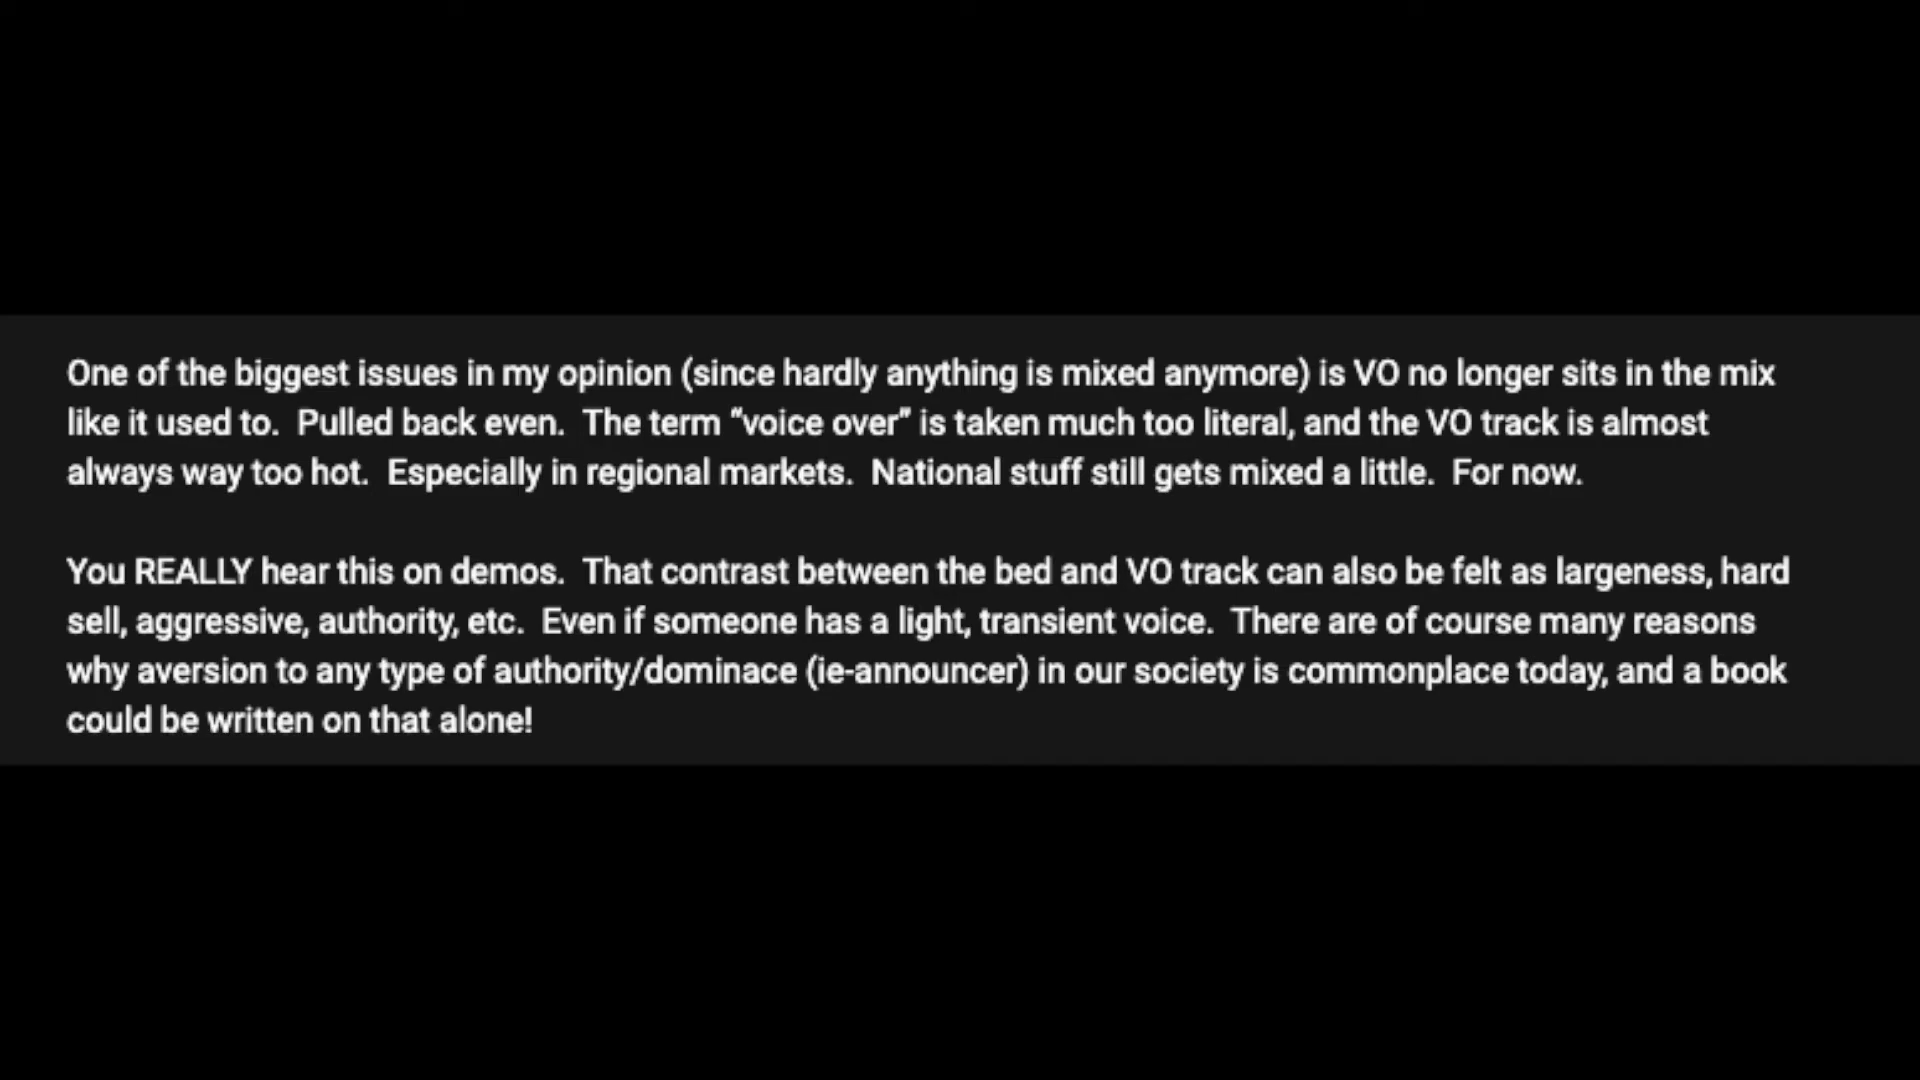 One of the biggest issues in my opinion (since hardly anything is mixed anymore) is VO no longer sits in the mix
like it used to.  Pulled back even.  The term “voice over” is taken much too literal, and the VO track is almost
always way too hot.  Especially in regional markets.  National stuff still gets mixed a little.  For now.
You REALLY hear this on demos.  That contrast between the bed and VO track can also be felt as largeness, hard
sell, aggressive, authority, etc.  Even if someone has a light, transient voice.  There are of course many reasons
why aversion to any type of authority/dominace (ie-announcer) in our society is commonplace today, and a book
could be written on that alone!